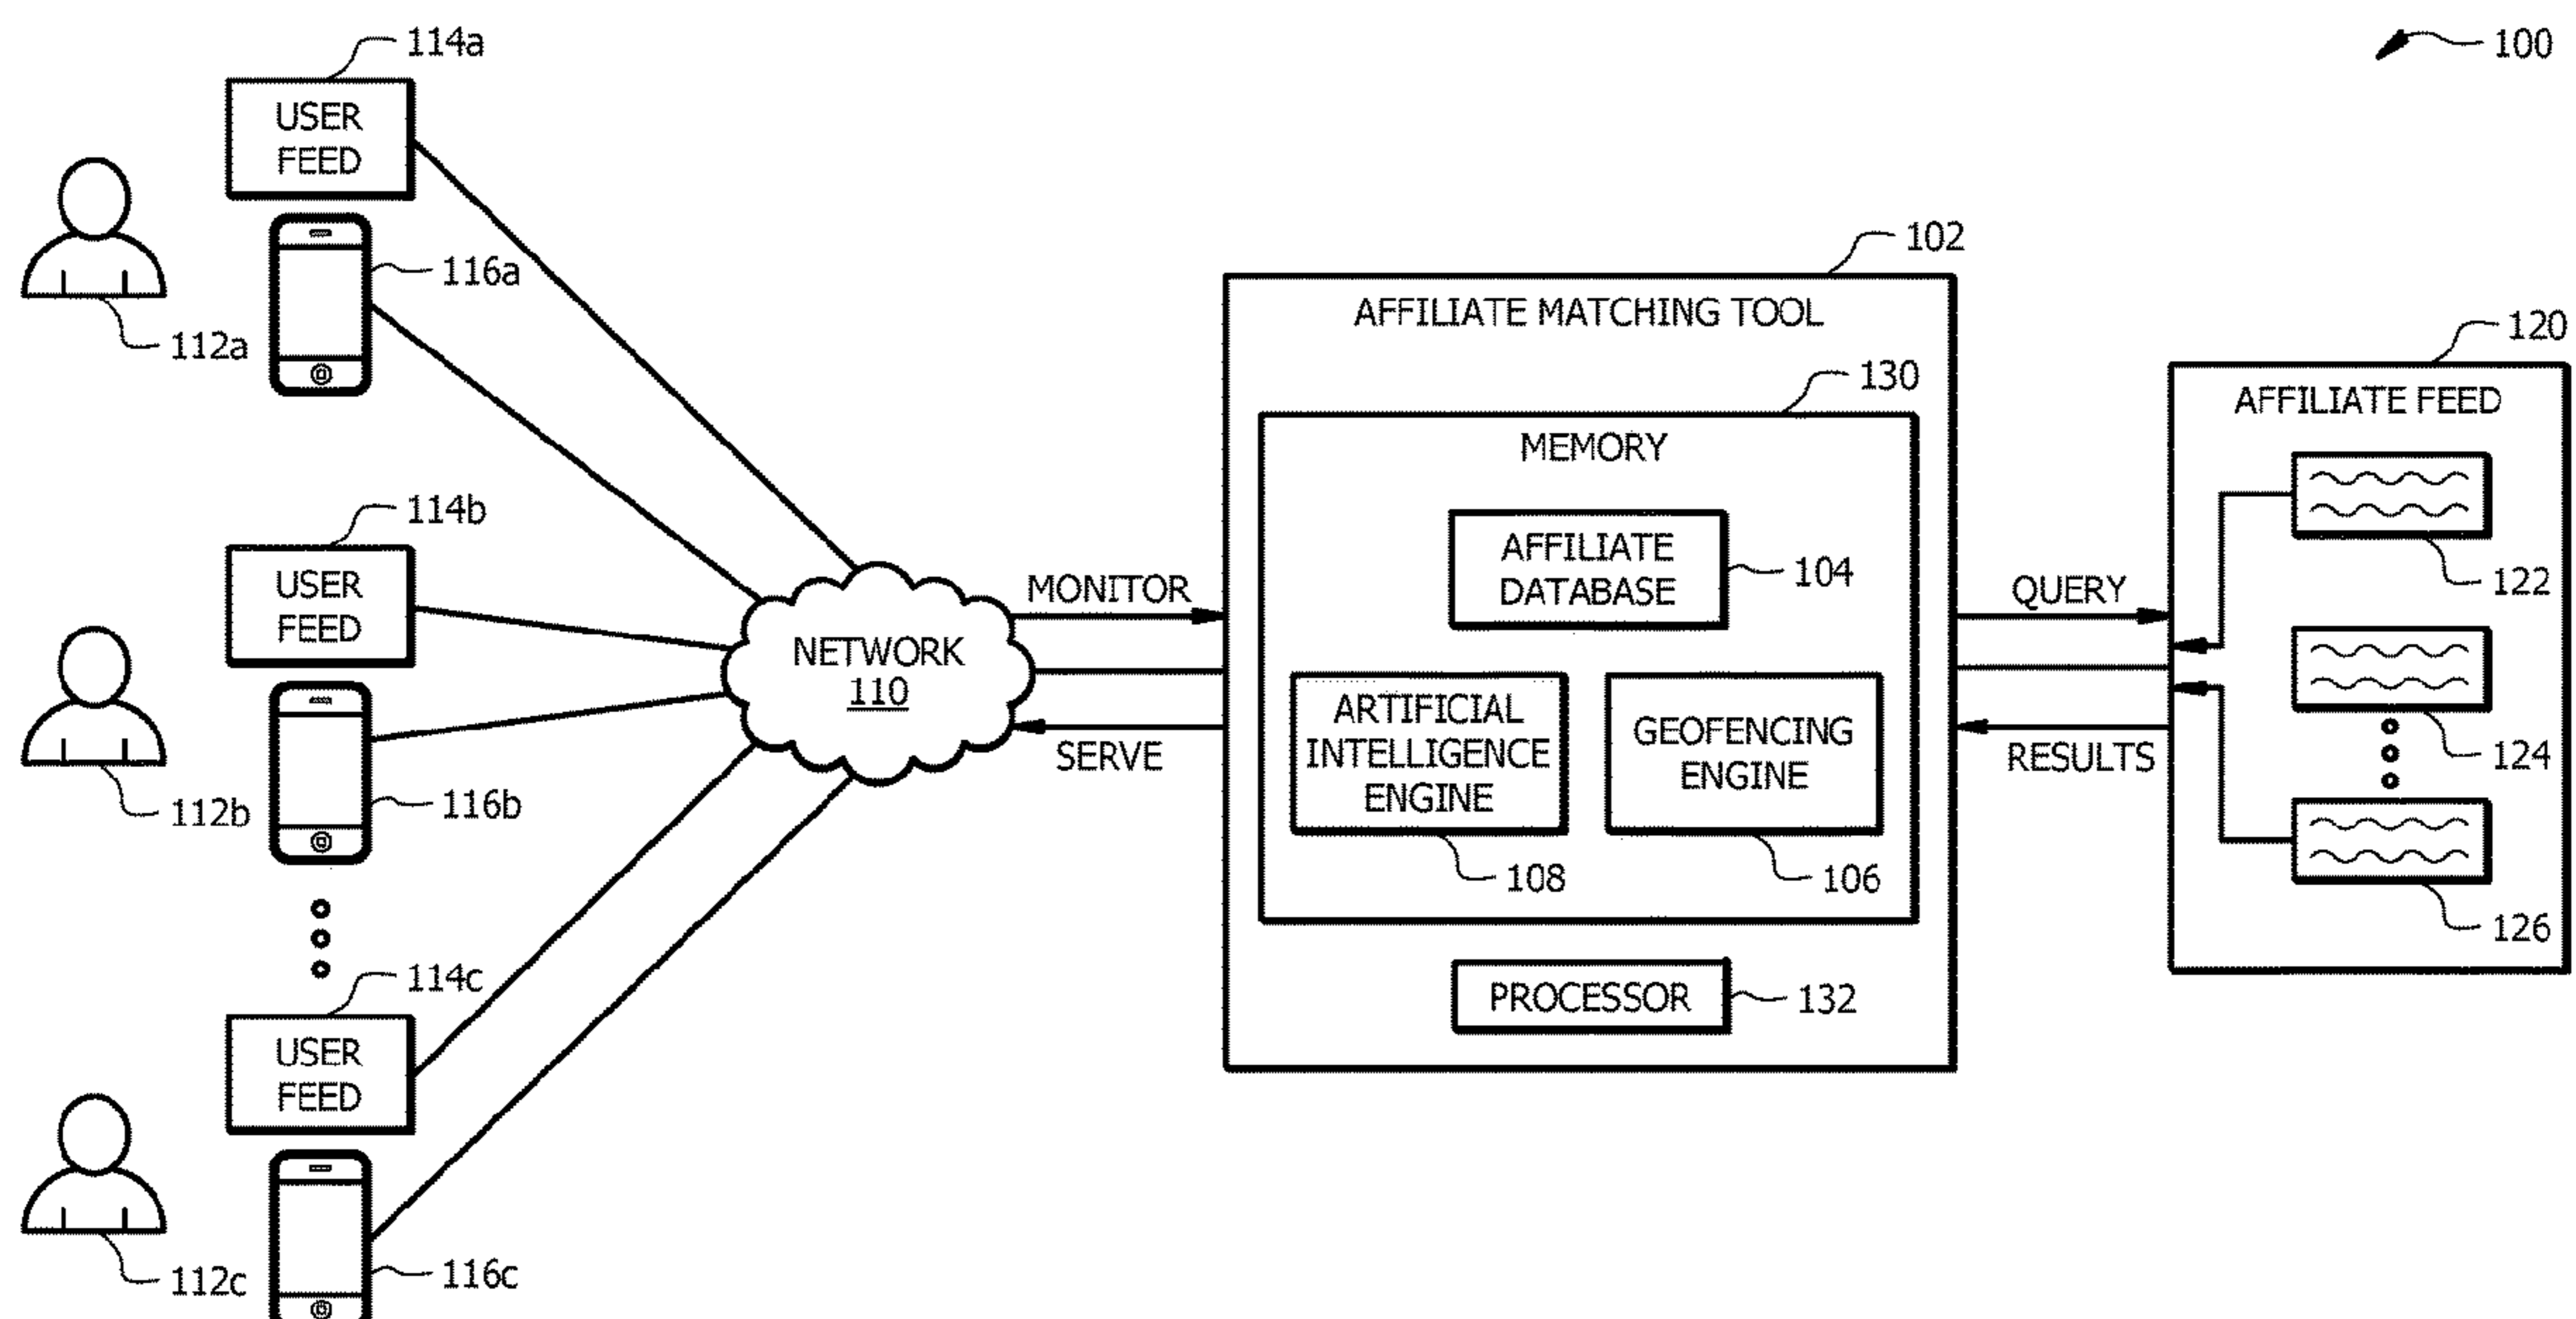 114a
100
USER
FEED
116a
112a
102
AFFILIATE MATCHING TOOL
130
MEMORY
AFFILIATE
DATABASE
104
ARTIFICIAL
INTELLIGENCE
ENGINE
108
GEOFENCING
ENGINE
106
PROCESSOR
132
120
AFFILIATE FEED
122
124
126
QUERY
RESULTS
MONITOR
SERVE
NETWORK
110
114b
USER
FEED
116b
112b
114c
USER
FEED
116c
112c